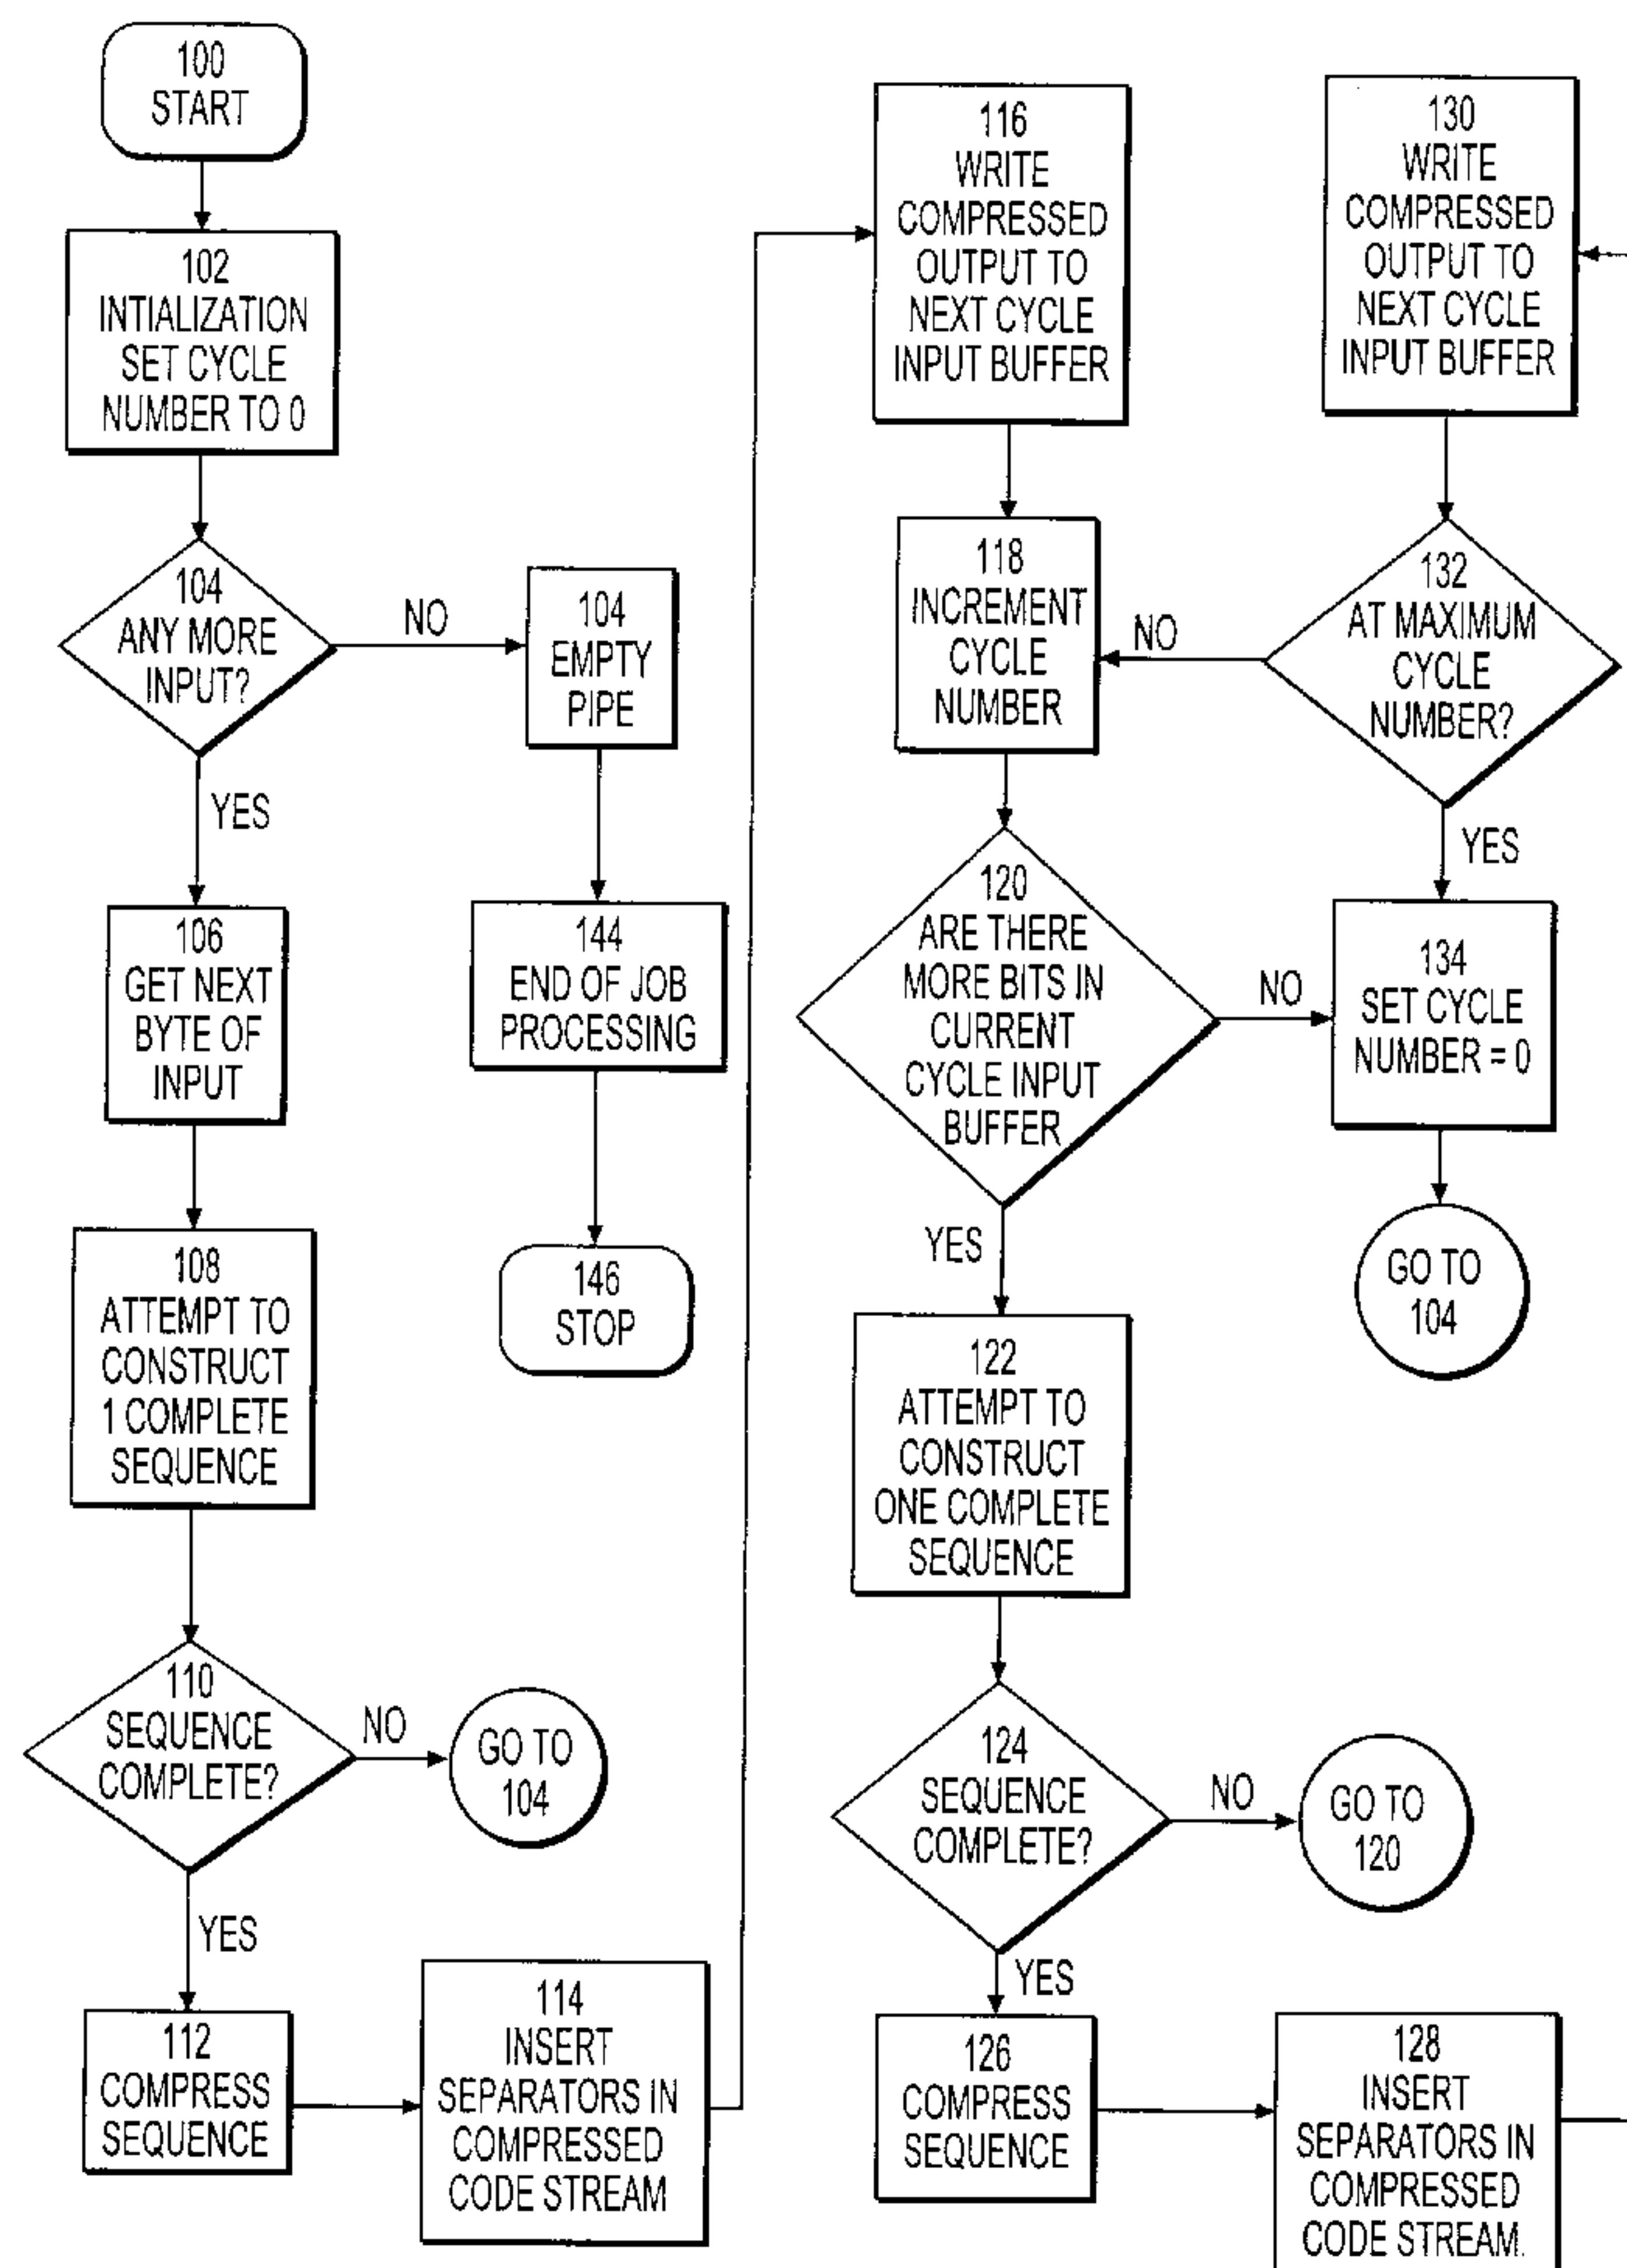 100
START
102
INTIALIZATION
SET CYCLE
NUMBER TO 0
104
ANY MORE
INPUT?
NO
104
EMPTY
PIPE
YES
106
GET NEXT
BYTE OF
INPUT
144
END OF JOB
PROCESSING
146
STOP
108
ATTEMPT TO
CONSTRUCT
1 COMPLETE
SEQUENCE
110
SEQUENCE
COMPLETE?
NO
GO TO
104
YES
112
COMPRESS
SEQUENCE
114
INSERT
SEPARATORS IN
COMPRESSED
CODE STREAM
116
WRITE
COMPRESSED
OUTPUT TO
NEXT CYCLE
INPUT BUFFER
118
INCREMENT
CYCLE
NUMBER
120
ARE THERE
MORE BITS IN
CURRENT
CYCLE INPUT
BUFFER
NO
YES
122
ATTEMPT TO
CONSTRUCT
ONE COMPLETE
SEQUENCE
124
SEQUENCE
COMPLETE?
NO
GO TO
120
YES
126
COMPRESS
SEQUENCE
128
INSERT
SEPARATORS IN
COMPRESSED
CODE STREAM.
130
WRITE
COMPRESSED
OUTPUT TO
NEXT CYCLE
INPUT BUFFER
132
AT MAXIMUM
CYCLE
NUMBER?
NO
YES
134
SET CYCLE
NUMBER = 0
GO TO
104